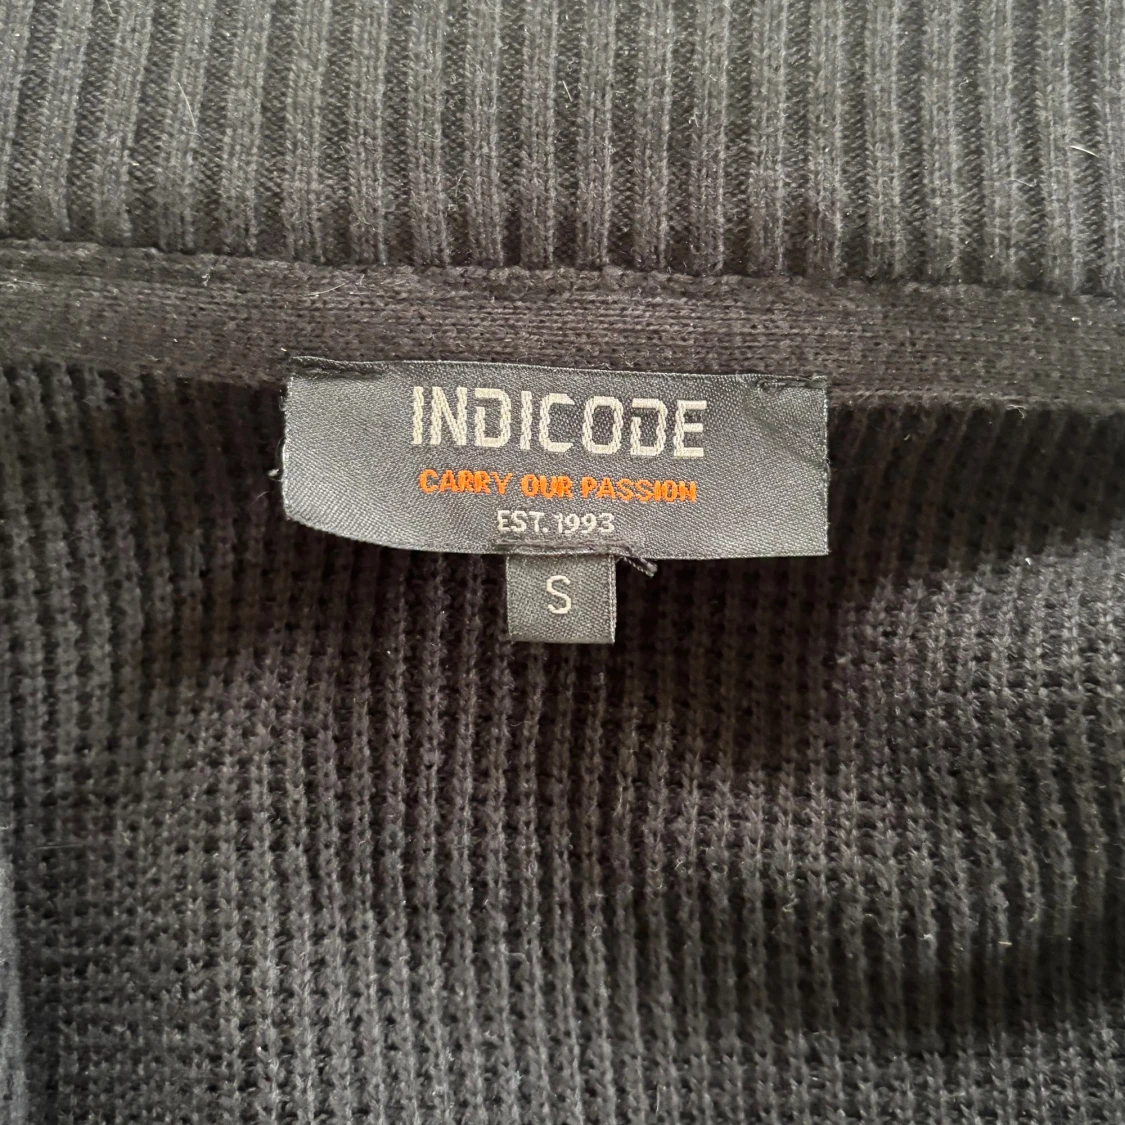 INDICODE
CARRY OUR PASSION
EST. 1993
S